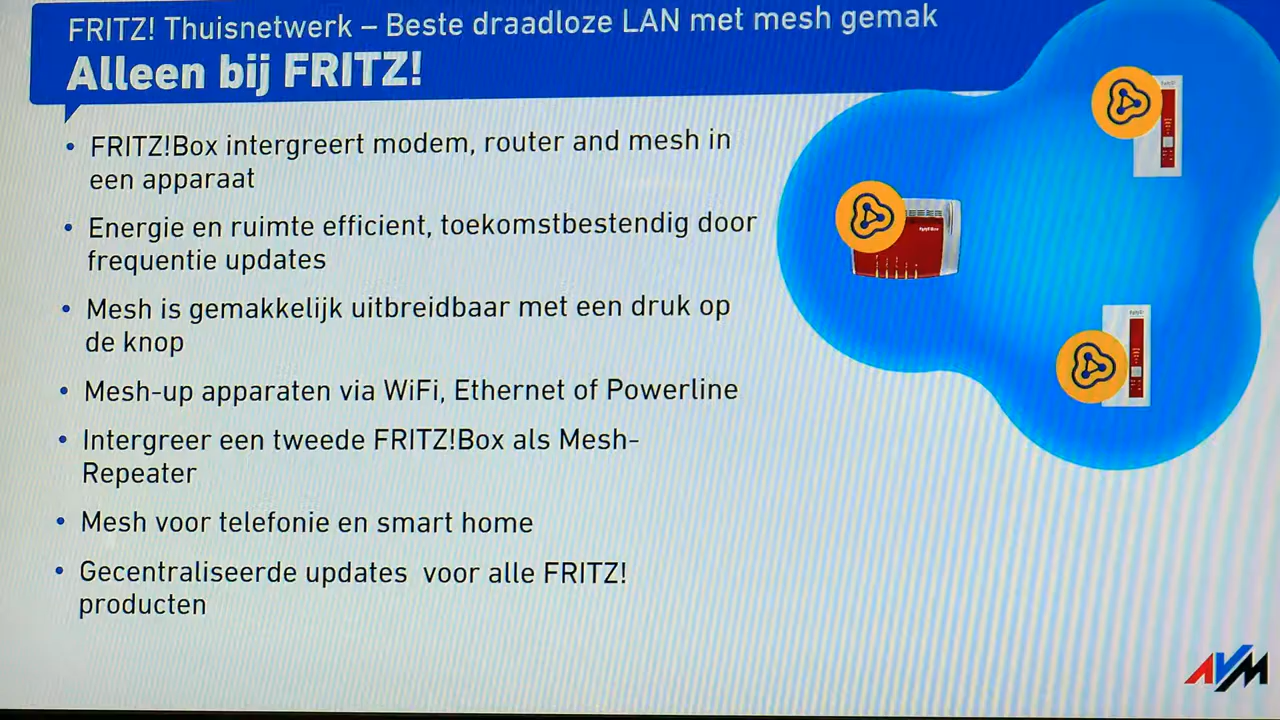 FRITZ! Thuisnetwerk – Beste draadloze LAN met mesh gemak
Alleen bij FRITZ!
• FRITZ!Box intergreert modem, router and mesh in
een apparaat
• Energie en ruimte efficient, toekomstbestendig door
frequentie updates
• Mesh is gemakkelijk uitbreidbaar met een druk op
de knop
• Mesh-up apparaten via WiFi, Ethernet of Powerline
• Intergreer een tweede FRITZ!Box als Mesh-
Repeater
• Mesh voor telefonie en smart home
• Gecentraliseerde updates  voor alle FRITZ!
producten
AVM